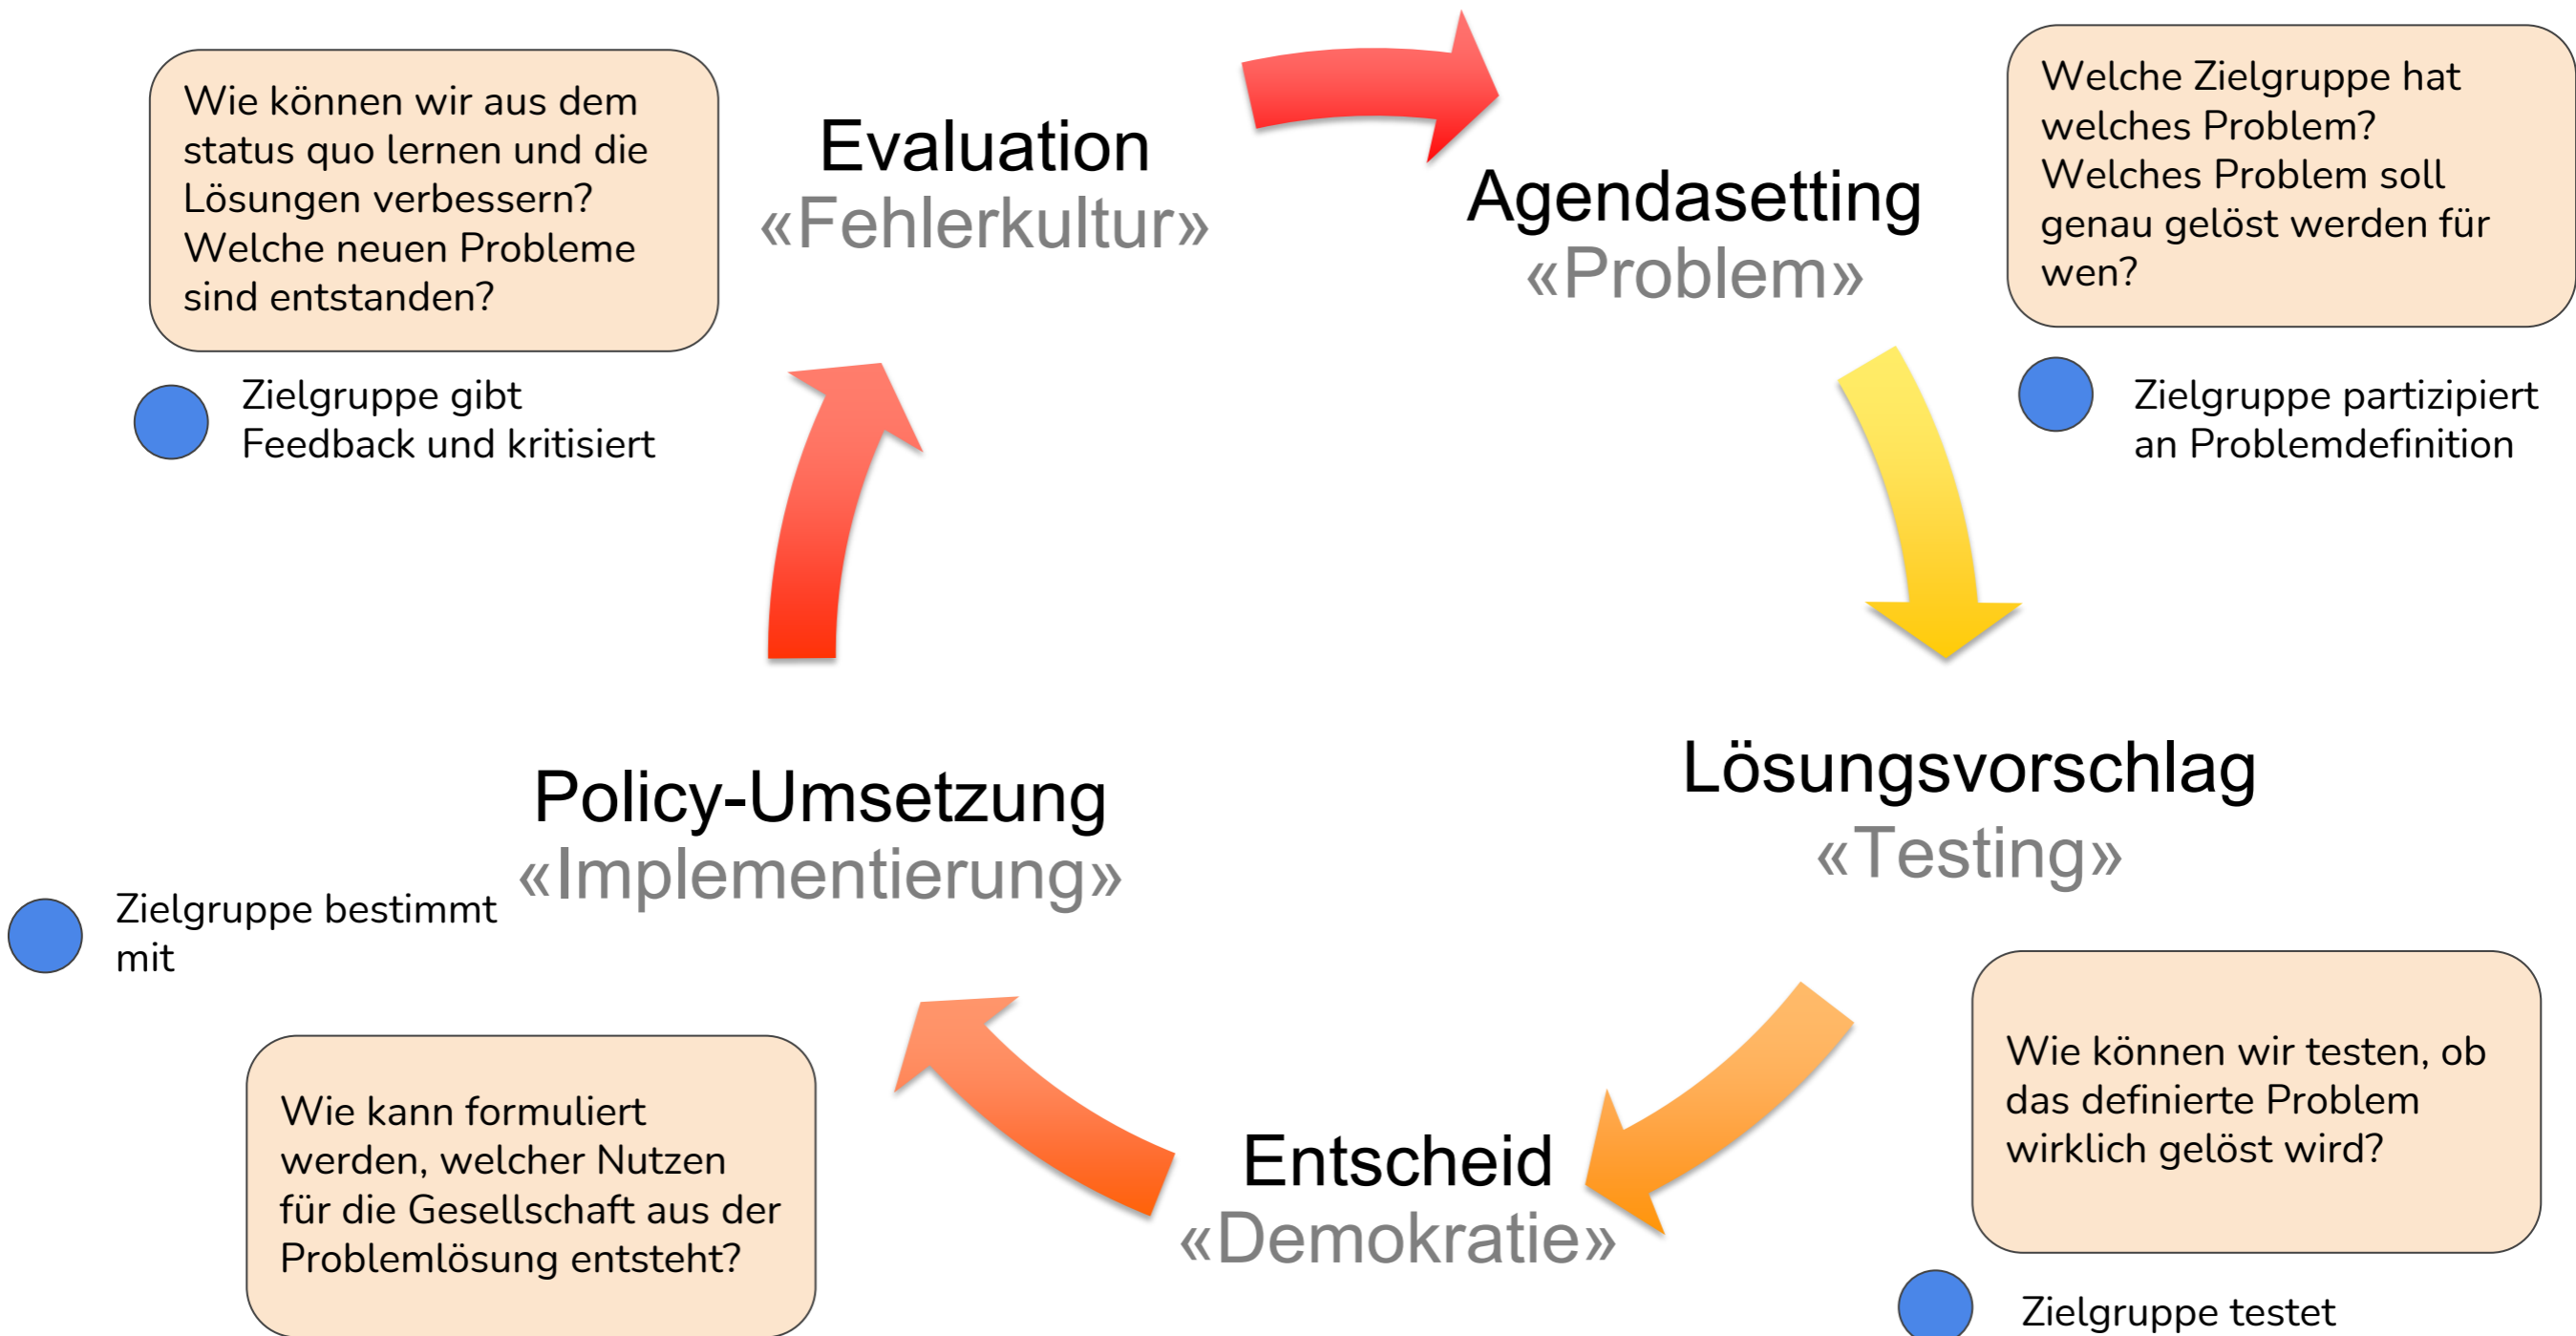 Wie können wir aus dem
status quo lernen und die
Lösungen verbessern?
Welche neuen Probleme
sind entstanden?
Zielgruppe gibt
Feedback und kritisiert
Evaluation
«Fehlerkultur»
Agendasetting
«Problem»
Welche Zielgruppe hat
welches Problem?
Welches Problem soll
genau gelöst werden für
wen?
Zielgruppe partizipiert
an Problemdefinition
Lösungsvorschlag
«Testing»
Wie können wir testen, ob
das definierte Problem
wirklich gelöst wird?
Zielgruppe testet
Entscheid
«Demokratie»
Policy-Umsetzung
«Implementierung»
Zielgruppe bestimmt
mit
Wie kann formuliert
werden, welcher Nutzen
für die Gesellschaft aus der
Problemlösung entsteht?